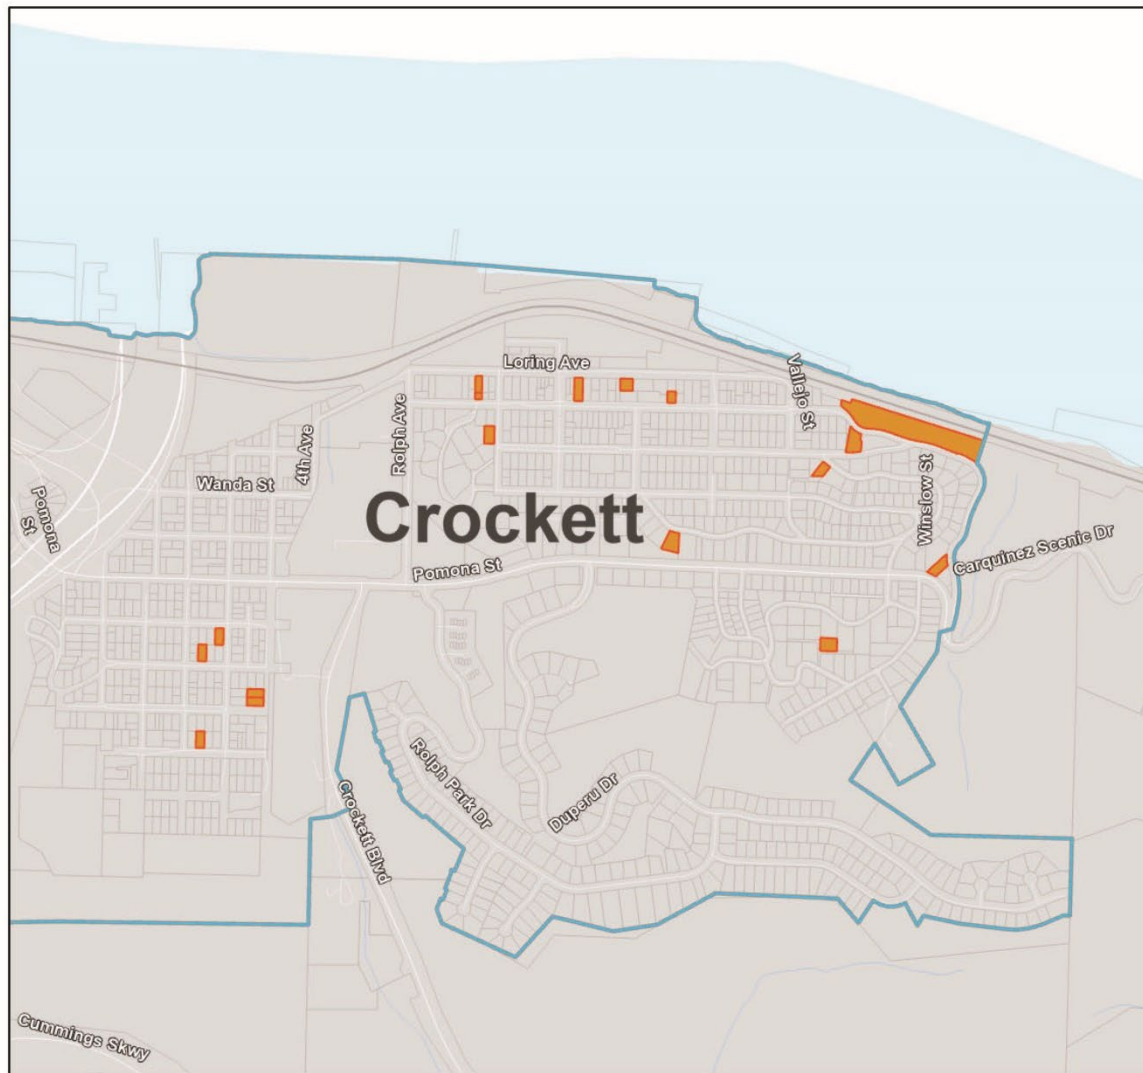 Loring Ave
Vallejo St
Rolph Ave
4th Ave
Wanda St
Pomona
St
Crockett
Winslow St
Carquinez Scenic Dr
Pomona St
Rolph Park Dr
Duperu Dr
Crockett Blvd
Cummings Skwy